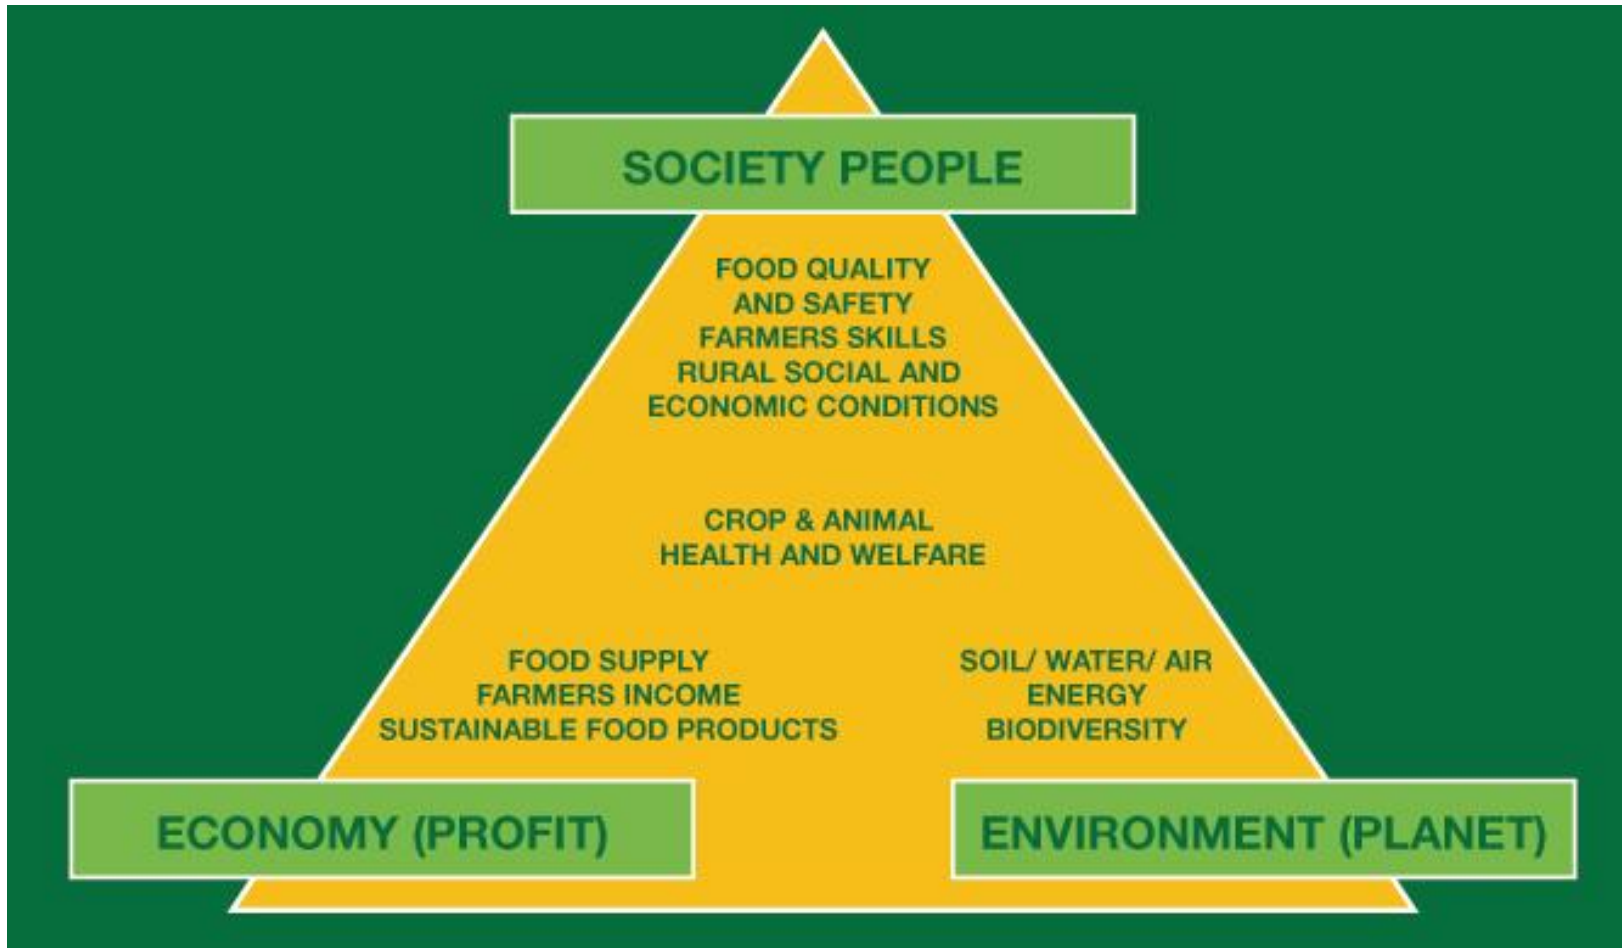 SOCIETY PEOPLE
FOOD QUALITY
AND SAFETY
FARMERS SKILLS
RURAL SOCIAL AND
ECONOMIC CONDITIONS
CROP & ANIMAL
HEALTH AND WELFARE
FOOD SUPPLY
FARMERS INCOME
SUSTAINABLE FOOD PRODUCTS
SOIL/ WATER/ AIR
ENERGY
BIODIVERSITY
ECONOMY (PROFIT)
ENVIRONMENT (PLANET)